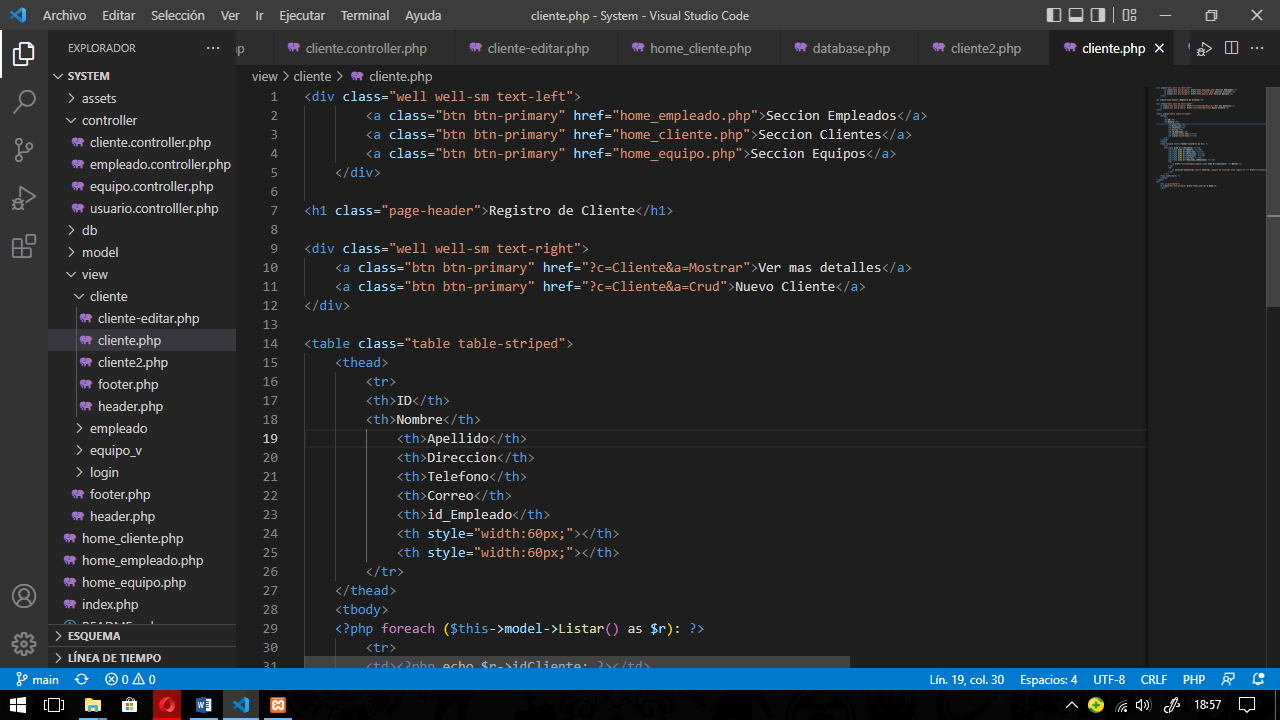 Archivo Editar Selección Ver Ir Ejecutar Terminal Ayuda cliente.php - System - Visual Studio Code
EXPLORADOR
cliente.controller.php cliente-editar.php home_cliente.php database.php cliente2.php cliente.php
SYSTEM
assets
controller
cliente.controller.php
empleado.controller.php
equipo.controller.php
usuario.controlller.php
db
model
view
cliente
cliente-editar.php
cliente.php
cliente2.php
footer.php
header.php
empleado
equipo_v
login
footer.php
header.php
home_cliente.php
home_empleado.php
home_equipo.php
index.php
ESQUEMA
LÍNEA DE TIEMPO
view > cliente > cliente.php
1 <div class="well well-sm text-left">
2 <a class="btn btn-primary" href="home_empleado.php">Seccion Empleados</a>
3 <a class="btn btn-primary" href="home_cliente.php">Seccion Clientes</a>
4 <a class="btn btn-primary" href="home_equipo.php">Seccion Equipos</a>
5 </div>
6
7 <h1 class="page-header">Registro de Cliente</h1>
8
9 <div class="well well-sm text-right">
10 <a class="btn btn-primary" href="?c=Cliente&a=Mostrar">Ver mas detalles</a>
11 <a class="btn btn-primary" href="?c=Cliente&a=Crud">Nuevo Cliente</a>
12 </div>
13
14 <table class="table table-striped">
15 <thead>
16 <tr>
17 <th>ID</th>
18 <th>Nombre</th>
19 <th>Apellido</th>
20 <th>Direccion</th>
21 <th>Telefono</th>
22 <th>Correo</th>
23 <th>id_Empleado</th>
24 <th style="width:60px;"></th>
25 <th style="width:60px;"></th>
26 </tr>
27 </thead>
28 <tbody>
29 <?php foreach ($this->model->Listar() as $r): ?>
30 <tr>
31 <td><?php echo $r->idCliente; ?></td>
main 0 0 Lín. 19, col. 30 Espacios: 4 UTF-8 CRLF PHP
18:57